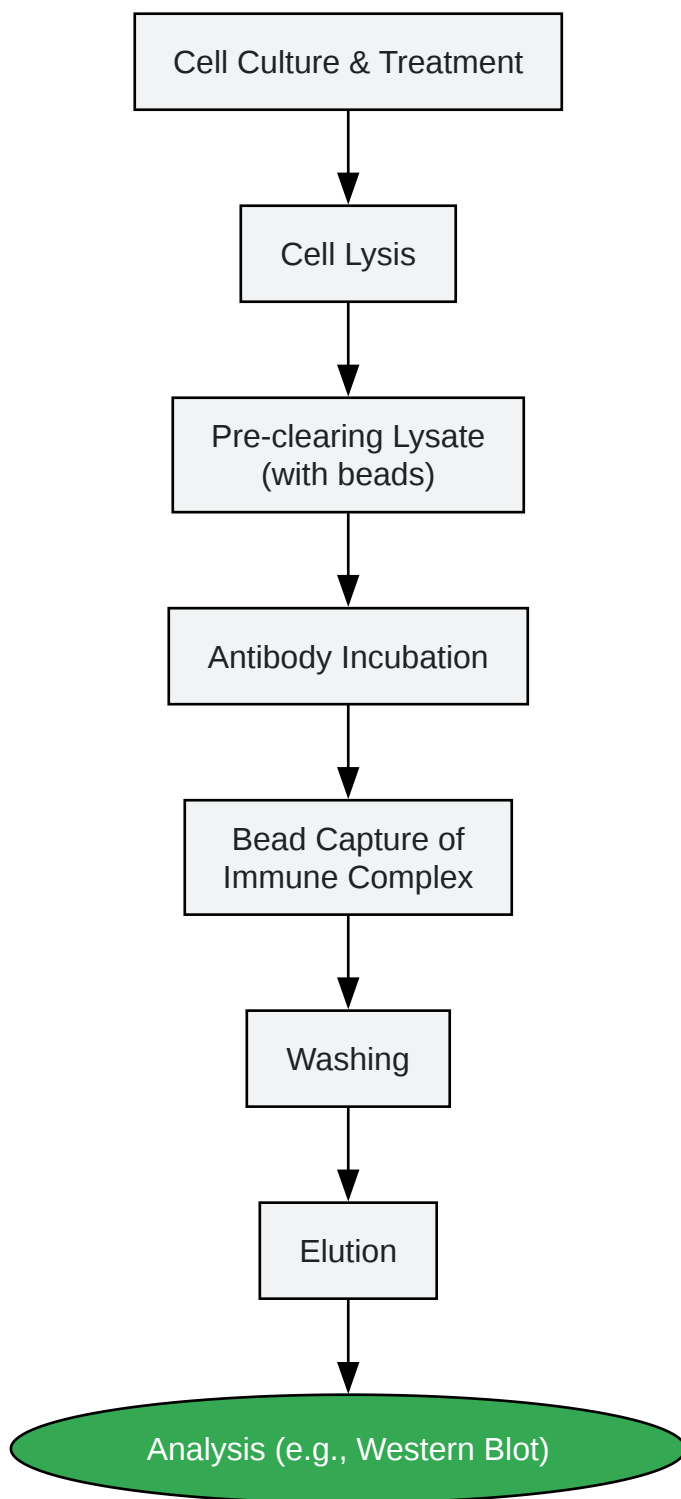 Cell Culture & Treatment
Cell Lysis
Pre-clearing Lysate
(with beads)
Antibody Incubation
Bead Capture of
Immune Complex
Washing
Elution
Analysis (e.g., Western Blot)